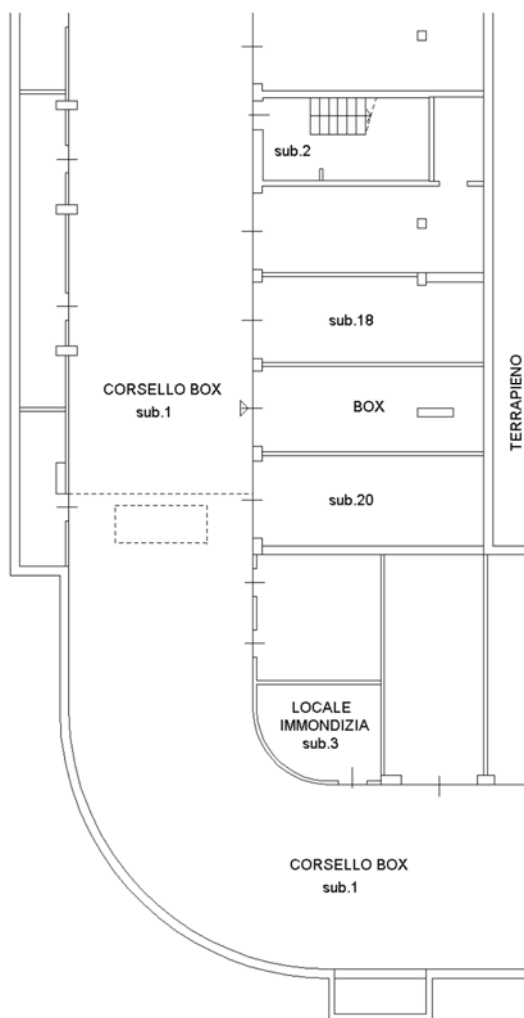 sub.2
sub.18
CORSELLO BOX
sub.1
BOX
TERRAPIENO
sub.20
LOCALE
IMMONDIZIA
sub.3
CORSELLO BOX
sub.1